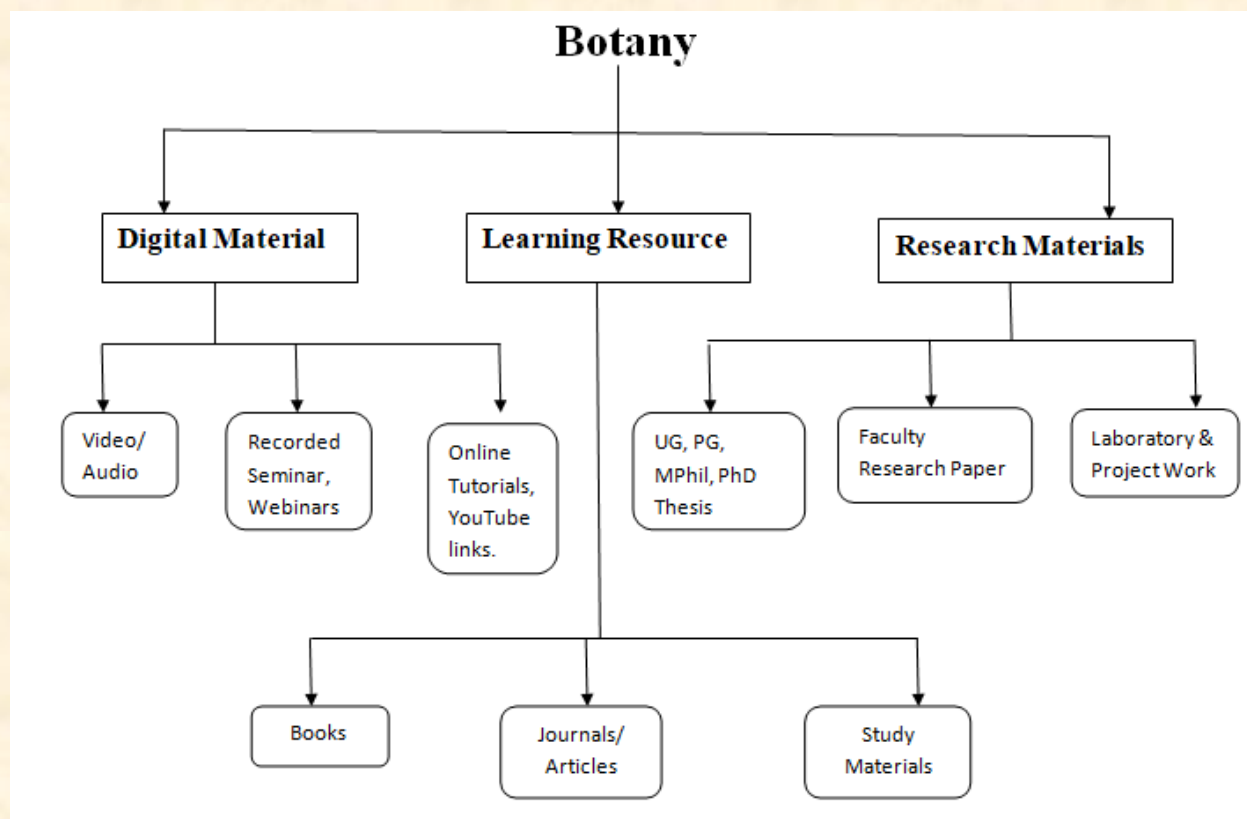 Botany
Digital Material
Learning Resource
Research Materials
Video/
Audio
Recorded
Seminar,
Webinars
Online
Tutorials,
YouTube
links.
UG, PG,
MPhil, PhD
Thesis
Faculty
Research Paper
Laboratory &
Project Work
Books
Journals/
Articles
Study
Materials